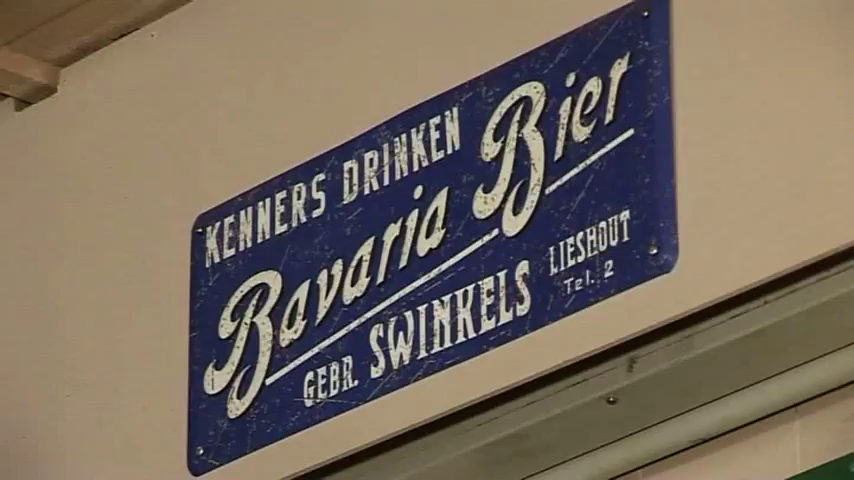 KENNERS DRINKEN
Bavaria Bier
GEBR. SWINKELS LIESHOUT
Tel. 2